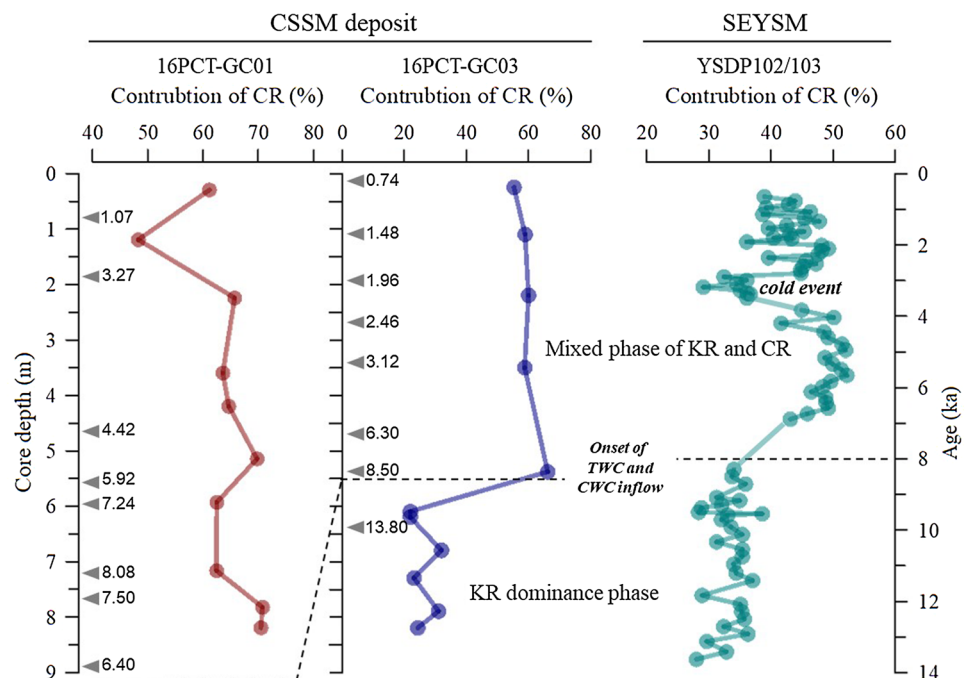 CSSM deposit
SEYSM
16PCT-GC01
16PCT-GC03
YSDP102/103
Contrubtion of CR (%)
Contrubtion of CR (%)
Contrubtion of CR (%)
40 50 60 70 80
0 20 40 60 80
20 30 40 50 60
Core depth (m)
0
1
2
3
4
5
6
7
8
9
1.07
3.27
4.42
5.92
7.24
8.08
7.50
6.40
0.74
1.48
1.96
2.46
3.12
6.30
8.50
13.80
cold event
Mixed phase of KR and CR
Onset of
TWC and
CWC inflow
KR dominance phase
0
2
4
6
8
10
12
14
Age (ka)